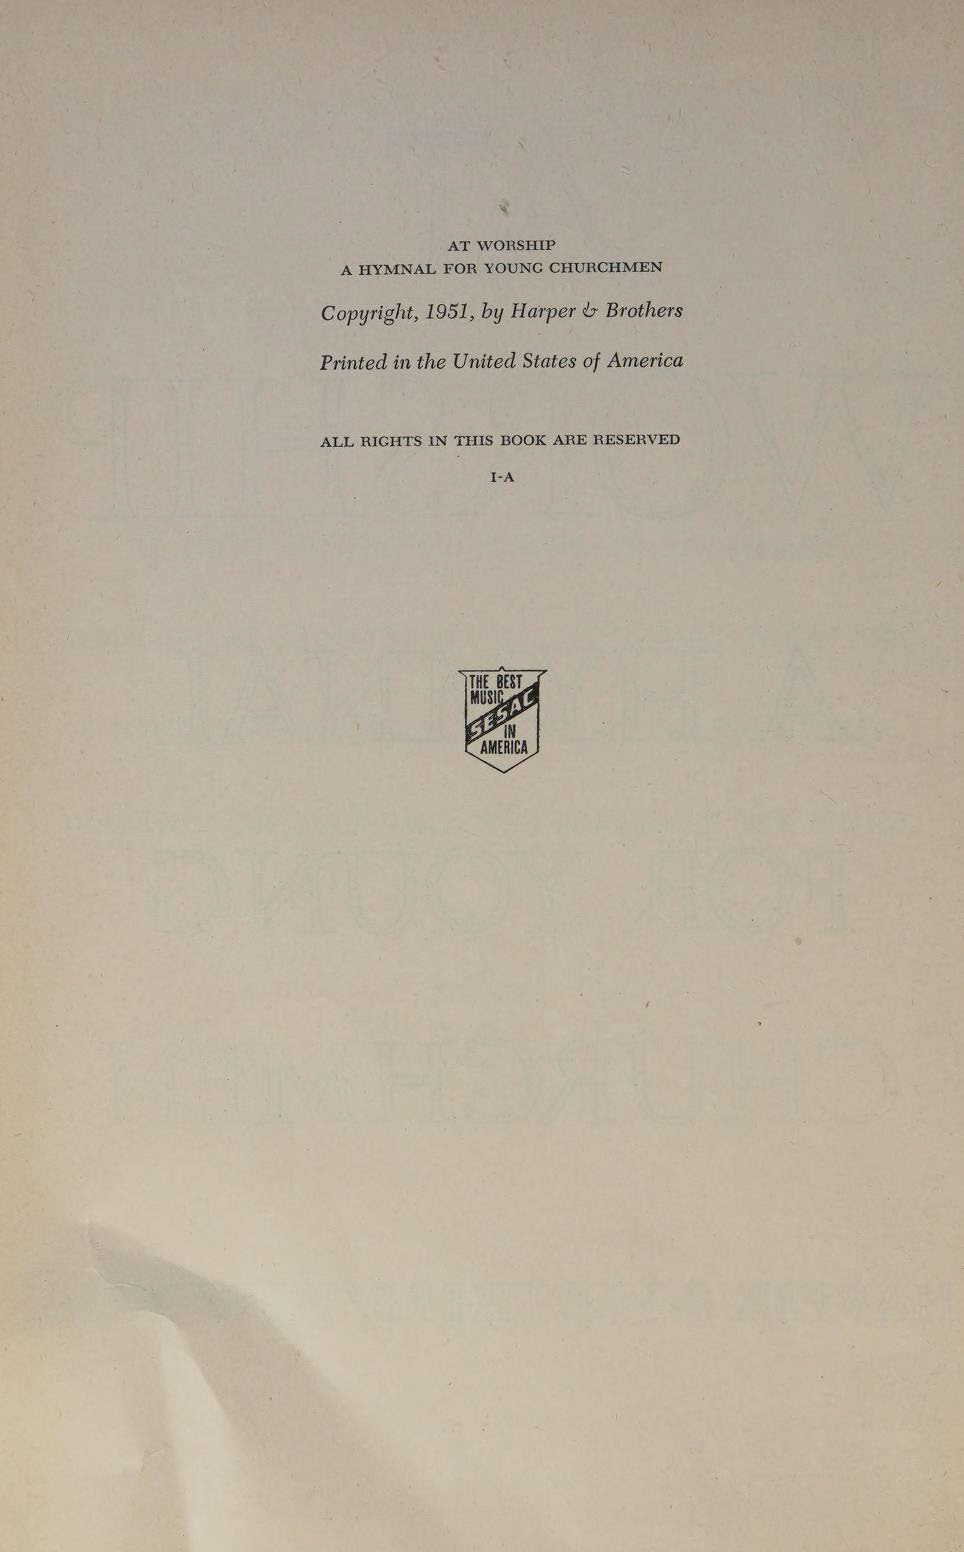 AT WORSHIP
A HYMNAL FOR YOUNG CHURCHMEN
Copyright, 1951, by Harper & Brothers
Printed in the United States of America
ALL RIGHTS IN THIS BOOK ARE RESERVED
I-A
THE BEST
MUSIC
SESAC
IN
AMERICA